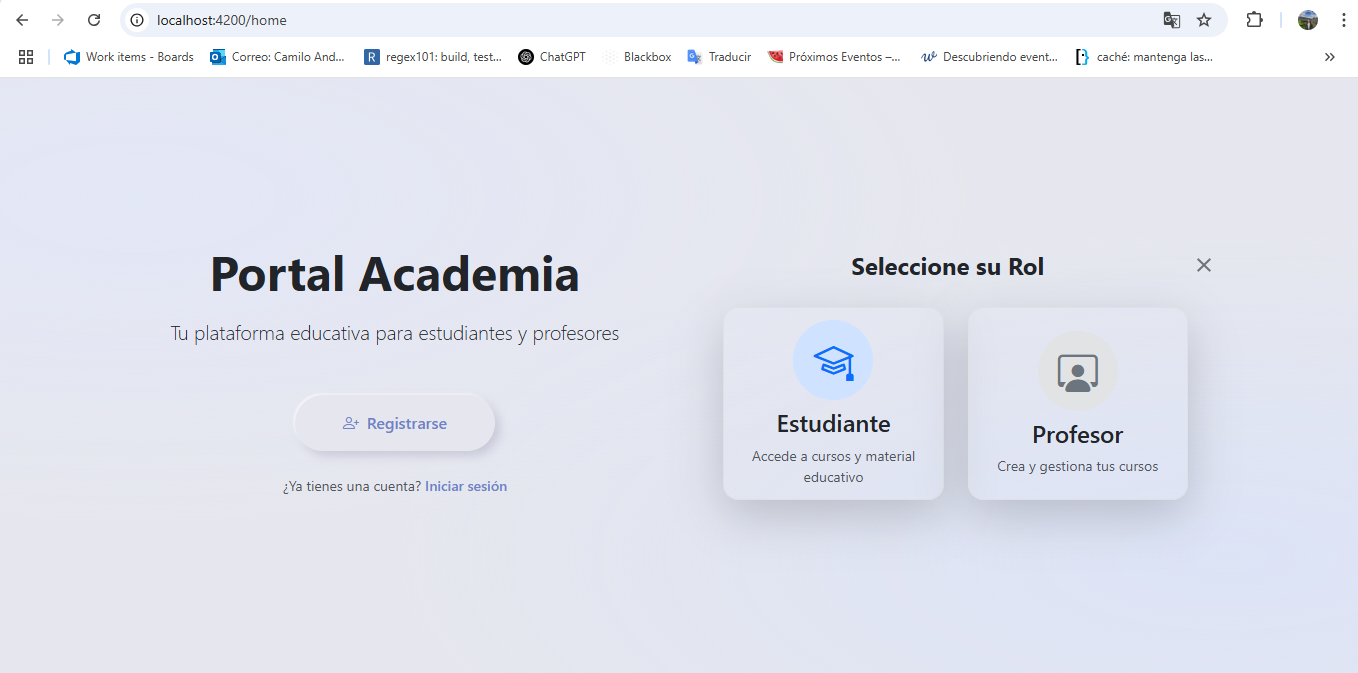 localhost:4200/home
Work items - Boards
Correo: Camilo And...
R
regex101: build, test...
ChatGPT
Blackbox
Traducir
Próximos Eventos –...
Descubriendo event...
caché: mantenga las...
Portal Academia
Tu plataforma educativa para estudiantes y profesores
Registrarse
¿Ya tienes una cuenta? Iniciar sesión
Seleccione su Rol
Estudiante
Accede a cursos y material
educativo
Profesor
Crea y gestiona tus cursos